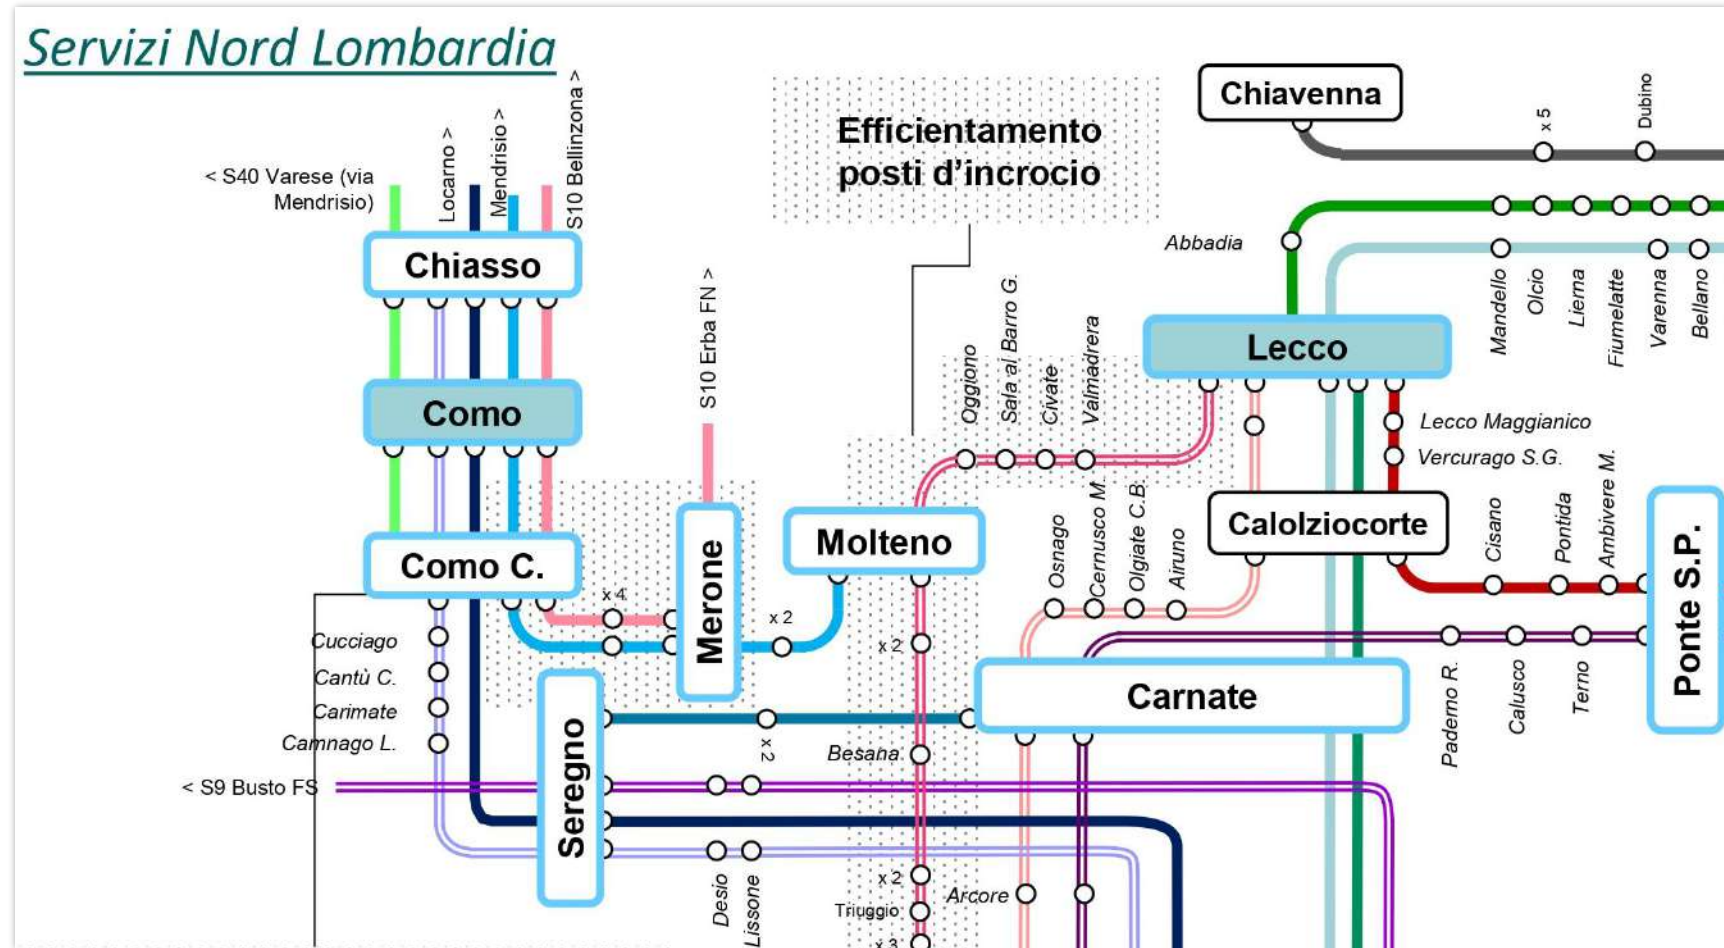 Servizi Nord Lombardia
< S40 Varese (via
Mendrisio)
Locarno >
Mendrisio >
S10 Bellinzona >
Efficientamento
posti d'incrocio
Chiavenna
x 5
Dubino
Chiasso
Abbadia
Mandello
Olcio
Lierna
Fiumelatte
Varenna
Bellano
S10 Erba FN >
Lecco
Oggiono
Sala al Barro G.
Civate
Valmadrera
Como
Lecco Maggianico
Vercurago S.G.
Como C.
Merone
Molteno
Calolziocorte
Cisano
Pontida
Ambivere M.
Ponte S.P.
Osnago
Cernusco M.
Olgiate C.B.
Airuno
x 4
x 2
x 2
Cucciago
Cantù C.
Carimate
Camnago L.
Seregno
Carnate
Paderno R.
Calusco
Terno
x 2
Besana
< S9 Busto FS
Desio
Lissone
x 2
Triuggio
x 3
Arcore